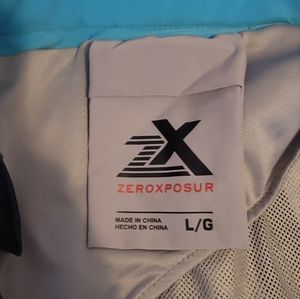 ZX
ZEROXPOSUR
MADE IN CHINA
HECHO EN CHINA
L/G